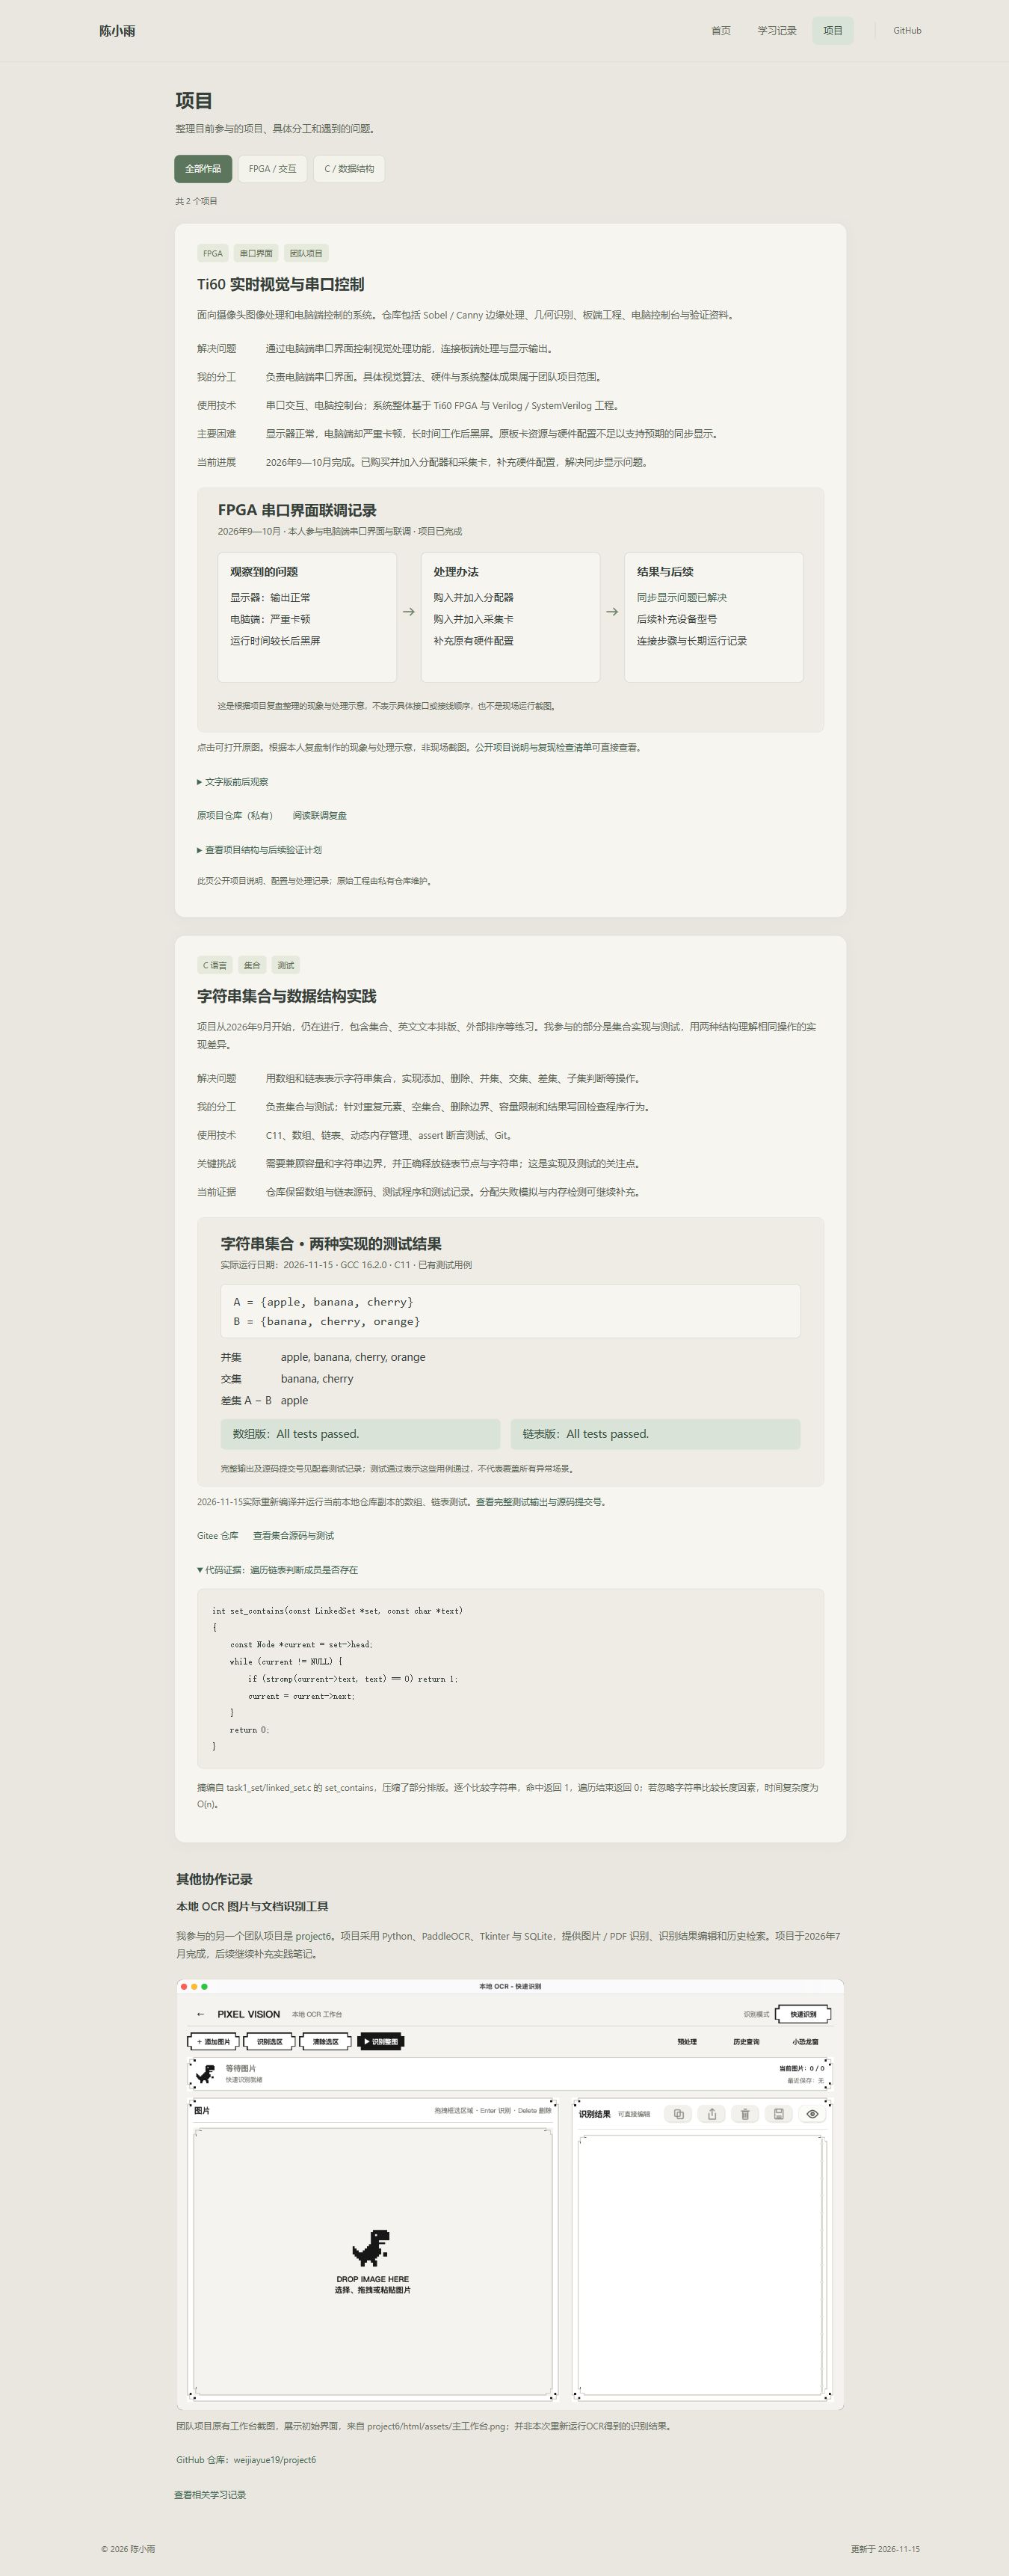 陈小雨
首页 学习记录 项目 GitHub
项目
整理目前参与的项目、具体分工和遇到的问题。
全部作品 FPGA / 交互 C / 数据结构
共 2 个项目
FPGA 串口界面 团队项目
Ti60 实时视觉与串口控制
面向摄像头图像处理和电脑端控制的系统。仓库包括 Sobel / Canny 边缘处理、几何识别、板端工程、电脑控制台与验证资料。
解决问题 通过电脑端串口界面控制视觉处理功能，连接板端处理与显示输出。
我的分工 负责电脑端串口界面。具体视觉算法、硬件与系统整体成果属于团队项目范围。
使用技术 串口交互、电脑控制台；系统整体基于 Ti60 FPGA 与 Verilog / SystemVerilog 工程。
主要困难 显示器正常，电脑端却严重卡顿，长时间工作后黑屏。原板卡资源与硬件配置不足以支持预期的同步显示。
当前进展 2026年9—10月完成。已购买并加入分配器和采集卡，补充硬件配置，解决同步显示问题。
FPGA 串口界面联调记录
2026年9—10月 · 本人参与电脑端串口界面与联调 · 项目已完成
观察到的问题
显示器：输出正常
电脑端：严重卡顿
运行时间较长后黑屏
→
处理办法
购入并加入分配器
购入并加入采集卡
补充原有硬件配置
→
结果与后续
同步显示问题已解决
后续补充设备型号
连接步骤与长期运行记录
这是根据项目复盘整理的现象与处理示意，不表示具体接口或接线顺序，也不是现场运行截图。
点击可打开原图。根据本人复盘制作的现象与处理示意，非现场截图。公开项目说明与复现检查清单可直接查看。
▶ 文字版前后观察
原项目仓库（私有） 阅读联调复盘
▶ 查看项目结构与后续验证计划
此页公开项目说明、配置与处理记录；原始工程由私有仓库维护。
C 语言 集合 测试
字符串集合与数据结构实践
项目从2026年9月开始，仍在进行，包含集合、英文文本排版、外部排序等练习。我参与的部分是集合实现与测试，用两种结构理解相同操作的实
现差异。
解决问题 用数组和链表表示字符串集合，实现添加、删除、并集、交集、差集、子集判断等操作。
我的分工 负责集合与测试；针对重复元素、空集合、删除边界、容量限制和结果写回检查程序行为。
使用技术 C11、数组、链表、动态内存管理、assert 断言测试、Git。
关键挑战 需要兼顾容量和字符串边界，并正确释放链表节点与字符串；这是实现及测试的关注点。
当前证据 仓库保留数组与链表源码、测试程序和测试记录。分配失败模拟与内存检测可继续补充。
字符串集合 · 两种实现的测试结果
实际运行日期：2026-11-15 · GCC 16.2.0 · C11 · 已有测试用例
A = {apple, banana, cherry}
B = {banana, cherry, orange}
并集 apple, banana, cherry, orange
交集 banana, cherry
差集 A − B apple
数组版：All tests passed. 链表版：All tests passed.
完整输出及源码提交号见配套测试记录；测试通过表示这些用例通过，不代表覆盖所有异常场景。
2026-11-15实际重新编译并运行当前本地仓库副本的数组、链表测试。查看完整测试输出与源码提交号。
Gitee 仓库 查看集合源码与测试
▼ 代码证据：遍历链表判断成员是否存在
int set_contains(const LinkedSet *set, const char *text)
{
    const Node *current = set->head;
    while (current != NULL) {
        if (strcmp(current->text, text) == 0) return 1;
        current = current->next;
    }
    return 0;
}
摘编自 task1_set/linked_set.c 的 set_contains，压缩了部分排版。逐个比较字符串，命中返回 1，遍历结束返回 0；若忽略字符串比较长度因素，时间复杂度为
O(n)。
其他协作记录
本地 OCR 图片与文档识别工具
我参与的另一个团队项目是 project6。项目采用 Python、PaddleOCR、Tkinter 与 SQLite，提供图片 / PDF 识别、识别结果编辑和历史检索。项目于2026年7
月完成，后续继续补充实践笔记。
本地 OCR - 快速识别
← PIXEL VISION 本地 OCR 工作台 识别模式 快速识别
+ 添加图片 识别选区 清除选区 ▶ 识别整图 预处理 历史查询 小恐龙窗
等待图片 当前图片：0 / 0
快速识别就绪 最近保存：无
图片 拖拽框选区域 · Enter 识别 · Delete 删除 识别结果 可直接编辑
DROP IMAGE HERE
选择、拖拽或粘贴图片
团队项目原有工作台截图，展示初始界面，来自 project6/html/assets/主工作台.png；并非本次重新运行OCR得到的识别结果。
GitHub 仓库：weijiayue19/project6
查看相关学习记录
© 2026 陈小雨 更新于 2026-11-15